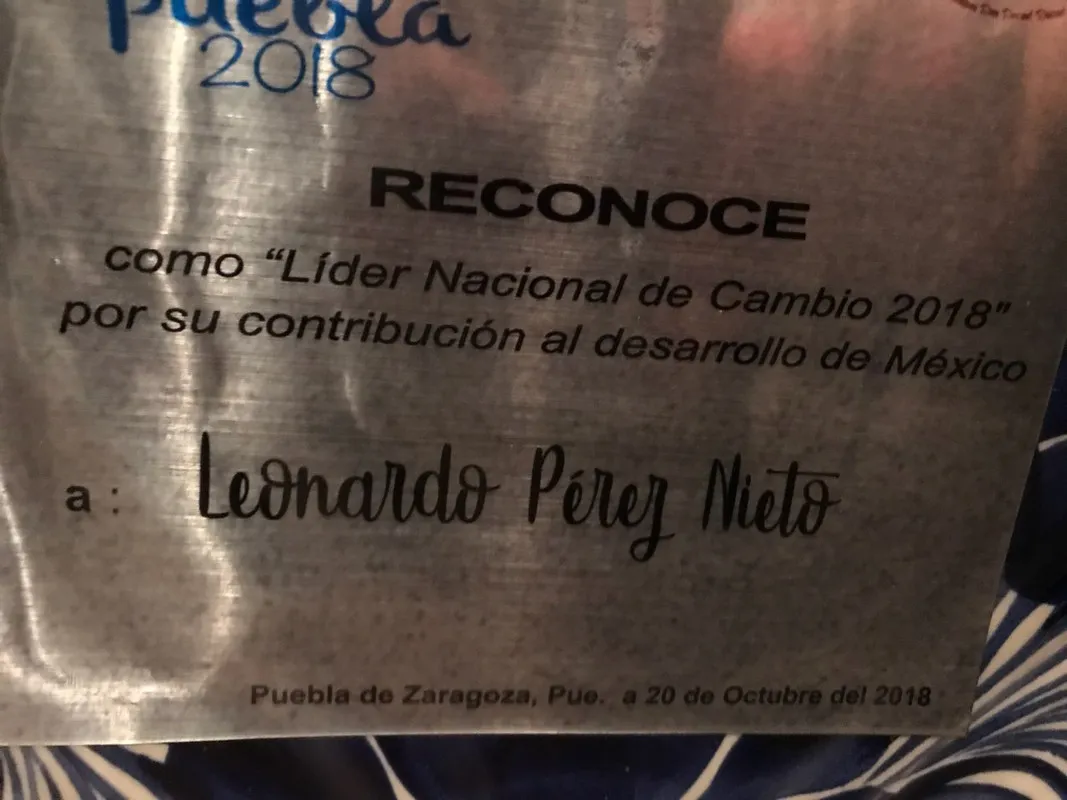 puebla
2018
RECONOCE
como “Líder Nacional de Cambio 2018”
por su contribución al desarrollo de México
a : Leonardo Pérez Nieto
Puebla de Zaragoza, Pue. a 20 de Octubre del 2018